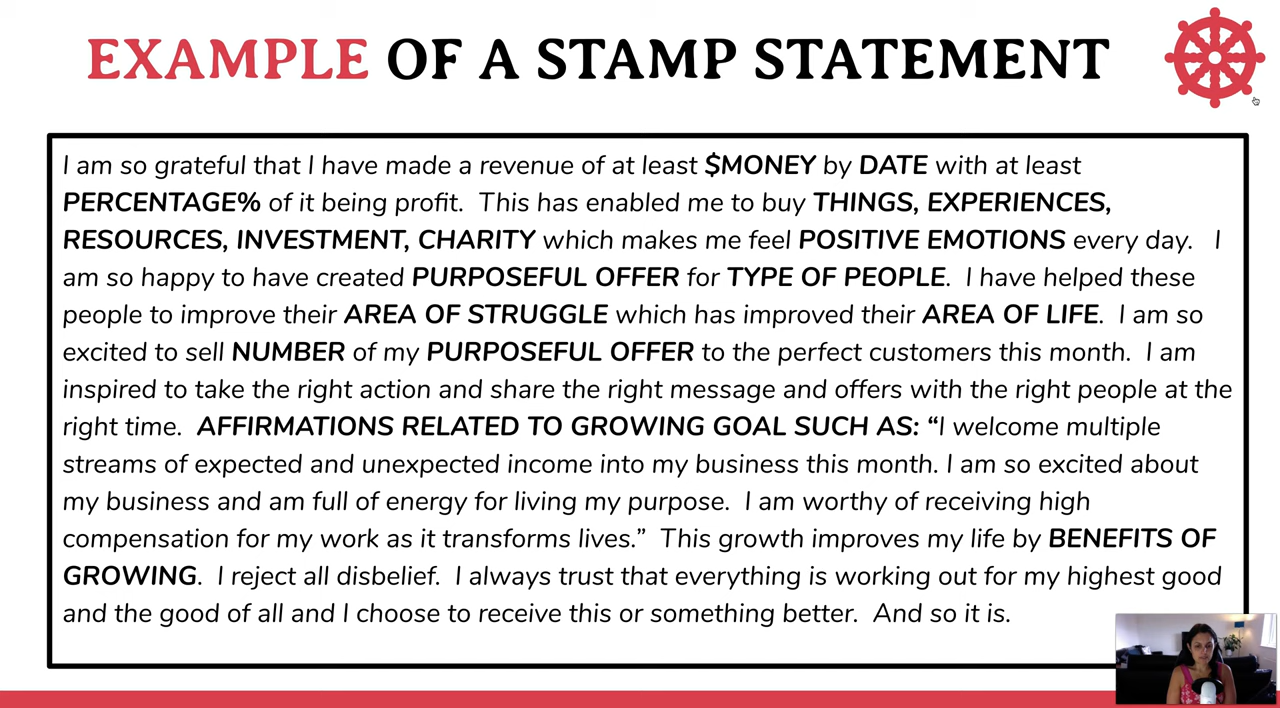 EXAMPLE OF A STAMP STATEMENT
I am so grateful that I have made a revenue of at least $MONEY by DATE with at least
PERCENTAGE% of it being profit.  This has enabled me to buy THINGS, EXPERIENCES,
RESOURCES, INVESTMENT, CHARITY which makes me feel POSITIVE EMOTIONS every day.   I
am so happy to have created PURPOSEFUL OFFER for TYPE OF PEOPLE.  I have helped these
people to improve their AREA OF STRUGGLE which has improved their AREA OF LIFE.  I am so
excited to sell NUMBER of my PURPOSEFUL OFFER to the perfect customers this month.  I am
inspired to take the right action and share the right message and offers with the right people at the
right time.  AFFIRMATIONS RELATED TO GROWING GOAL SUCH AS: “I welcome multiple
streams of expected and unexpected income into my business this month. I am so excited about
my business and am full of energy for living my purpose.  I am worthy of receiving high
compensation for my work as it transforms lives.”  This growth improves my life by BENEFITS OF
GROWING.  I reject all disbelief.  I always trust that everything is working out for my highest good
and the good of all and I choose to receive this or something better.  And so it is.